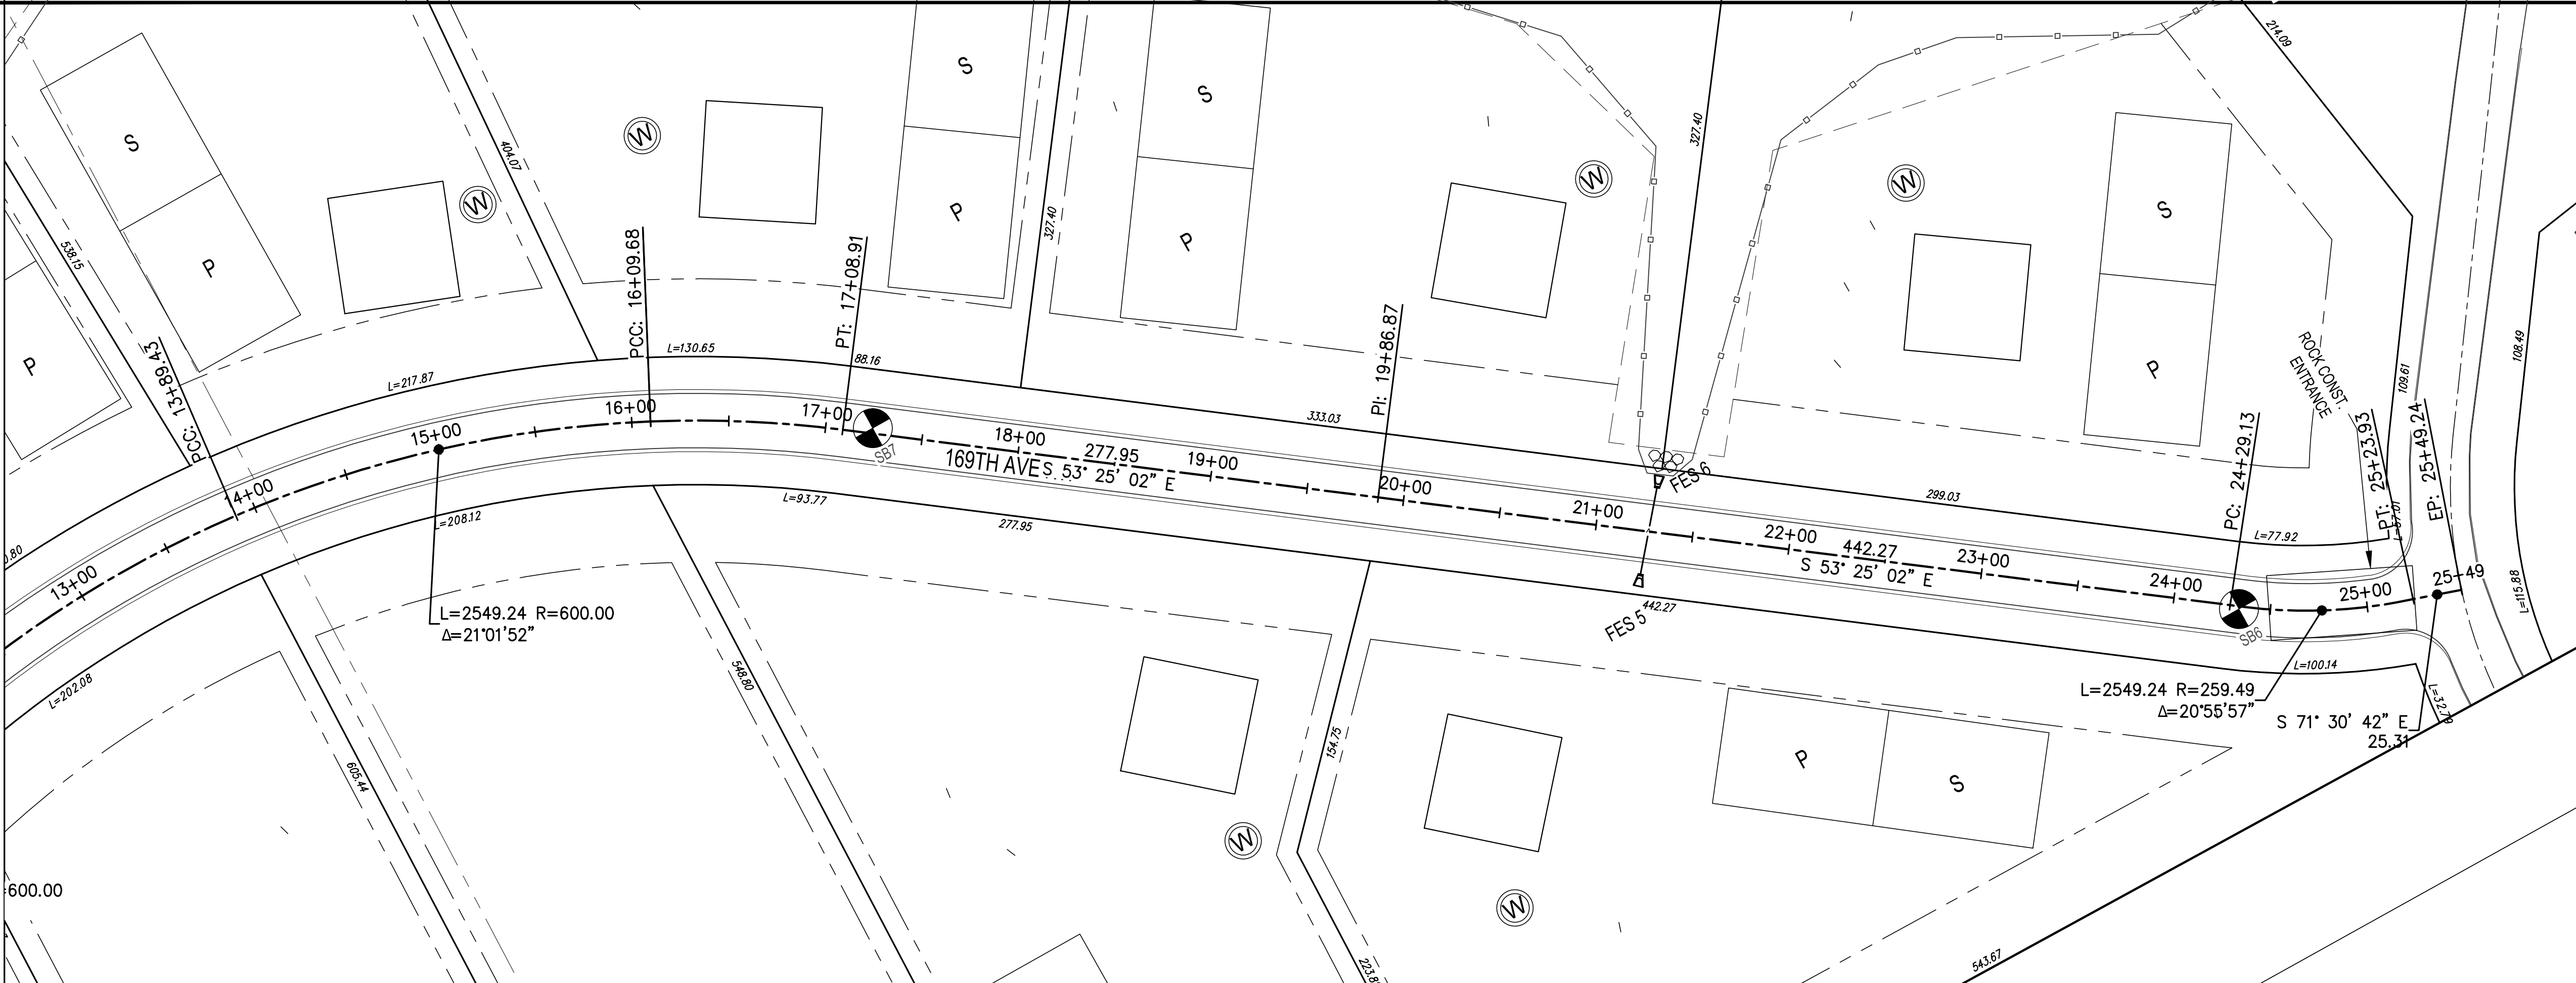 214.09
S
S
S
S
P
P
P
P
P
P
S
P
S
W
W
W
W
W
W
538.15
404.07
327.40
327.40
PCC: 13+89.43
PCC: 16+09.68
PT: 17+08.91
PI: 19+86.87
PC: 24+29.13
PT: 25+23.93
EP: 25+49.24
ROCK CONST.
ENTRANCE
109.61
108.49
L=217.87
L=130.65
88.16
333.03
299.03
L=77.92
L=57.01
L=115.88
13+00
14+00
15+00
16+00
17+00
18+00
19+00
20+00
21+00
22+00
23+00
24+00
25+00
25+49
SB7
169TH AVE
277.95
S 53° 25' 02" E
FES 6
FES 5
442.27
S 53° 25' 02" E
SB6
L=202.08
L=208.12
L=93.77
277.95
442.27
L=100.14
L=32.79
L=2549.24 R=600.00
Δ=21°01'52"
L=2549.24 R=259.49
Δ=20°55'57"
S 71° 30' 42" E
25.31
605.44
548.80
154.75
543.67
=600.00